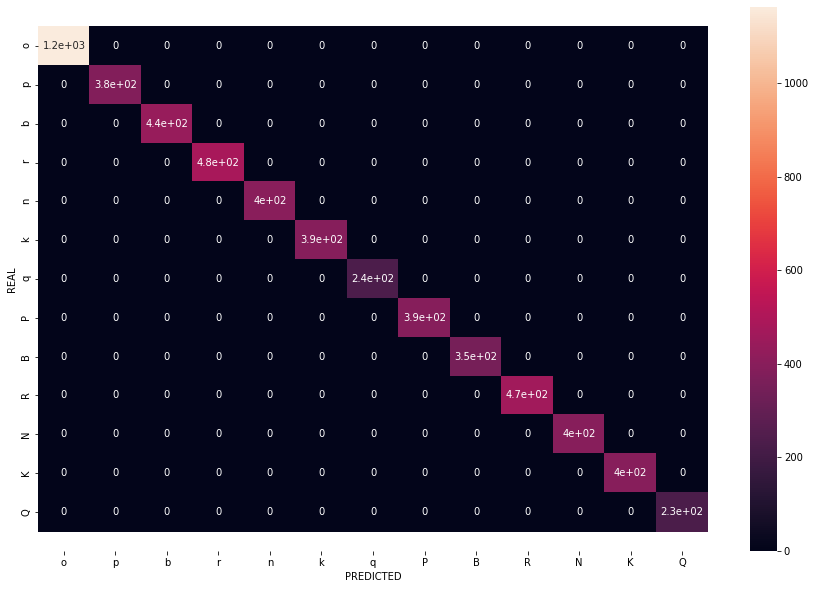 o 1.2e+03 0 0 0 0 0 0 0 0 0 0 0 0
p 0 3.8e+02 0 0 0 0 0 0 0 0 0 0 0
b 0 0 4.4e+02 0 0 0 0 0 0 0 0 0 0
r 0 0 0 4.8e+02 0 0 0 0 0 0 0 0 0
n 0 0 0 0 4e+02 0 0 0 0 0 0 0 0
k 0 0 0 0 0 3.9e+02 0 0 0 0 0 0 0
q 0 0 0 0 0 0 2.4e+02 0 0 0 0 0 0
P 0 0 0 0 0 0 0 3.9e+02 0 0 0 0 0
B 0 0 0 0 0 0 0 0 3.5e+02 0 0 0 0
R 0 0 0 0 0 0 0 0 0 4.7e+02 0 0 0
N 0 0 0 0 0 0 0 0 0 0 4e+02 0 0
K 0 0 0 0 0 0 0 0 0 0 0 4e+02 0
Q 0 0 0 0 0 0 0 0 0 0 0 0 2.3e+02
o p b r n k q P B R N K Q
PREDICTED
REAL
1000
800
600
400
200
0